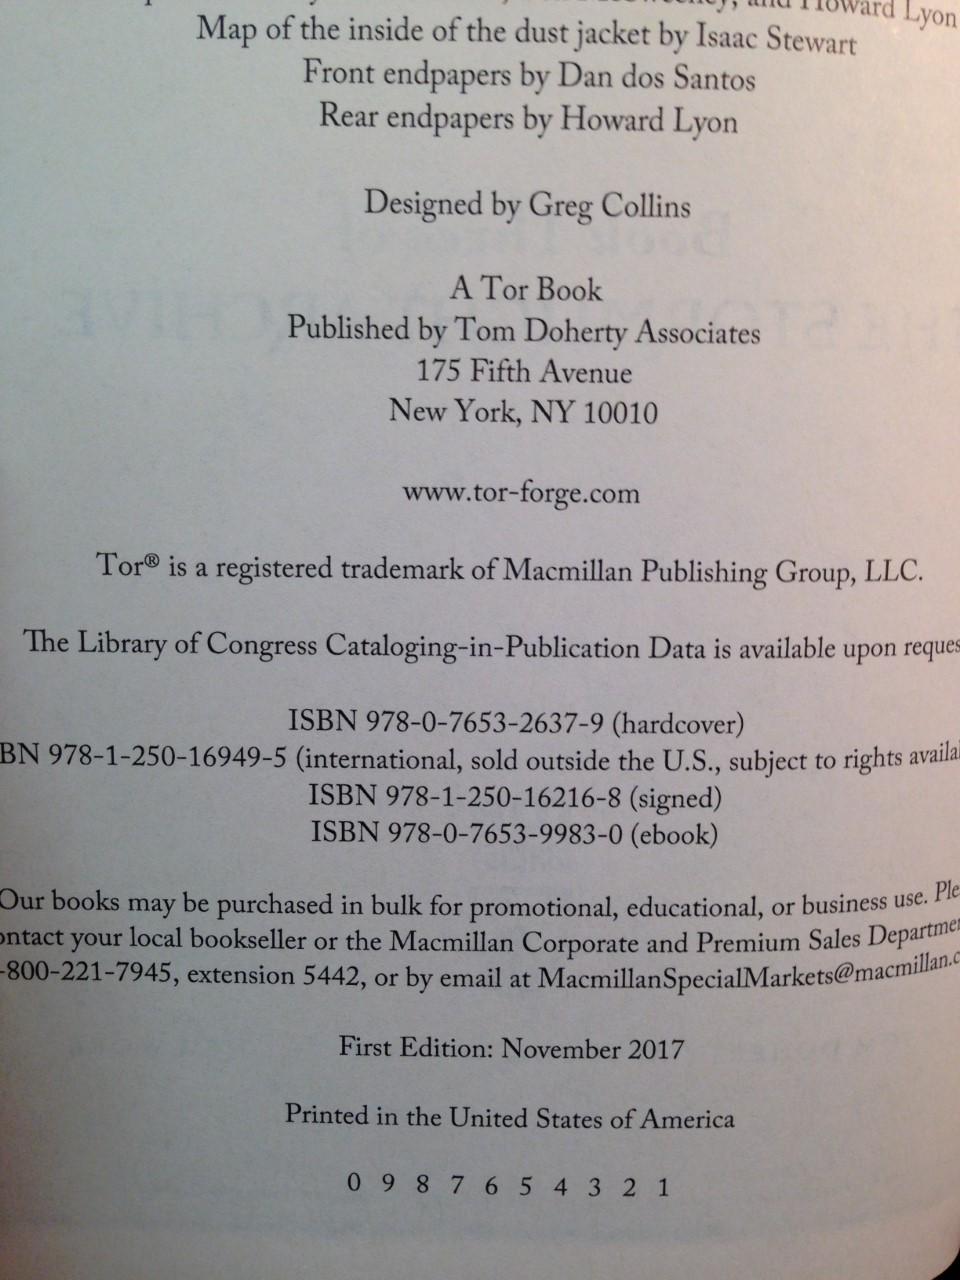 and Howard Lyon
Map of the inside of the dust jacket by Isaac Stewart
Front endpapers by Dan dos Santos
Rear endpapers by Howard Lyon
Designed by Greg Collins
A Tor Book
Published by Tom Doherty Associates
175 Fifth Avenue
New York, NY 10010
www.tor-forge.com
Tor® is a registered trademark of Macmillan Publishing Group, LLC.
The Library of Congress Cataloging-in-Publication Data is available upon reques
ISBN 978-0-7653-2637-9 (hardcover)
BN 978-1-250-16949-5 (international, sold outside the U.S., subject to rights availa
ISBN 978-1-250-16216-8 (signed)
ISBN 978-0-7653-9983-0 (ebook)
Our books may be purchased in bulk for promotional, educational, or business use. Ple
ontact your local bookseller or the Macmillan Corporate and Premium Sales Departme
-800-221-7945, extension 5442, or by email at MacmillanSpecialMarkets@macmillan.c
First Edition: November 2017
Printed in the United States of America
0 9 8 7 6 5 4 3 2 1